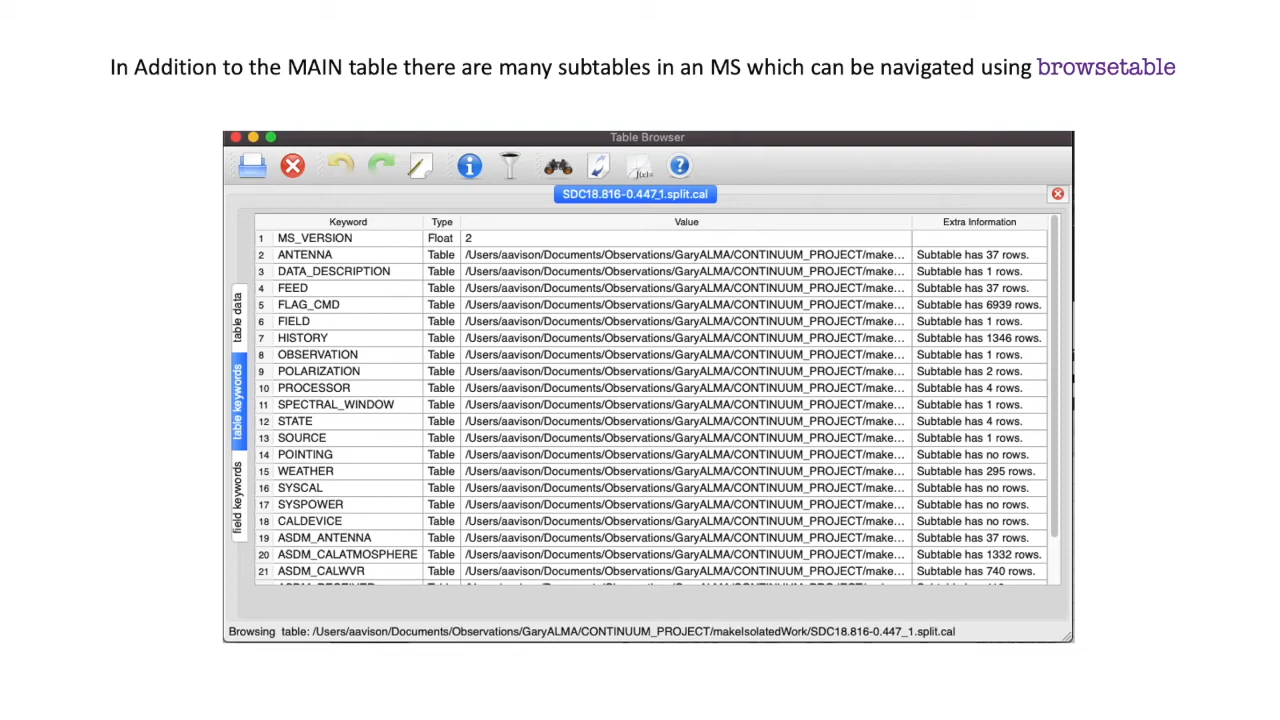 In Addition to the MAIN table there are many subtables in an MS which can be navigated using browsetable
Table Browser
SDC18.816-0.447_1.split.cal
table data
table keywords
field keywords
Keyword Type Value Extra Information
1 MS_VERSION Float 2
2 ANTENNA Table /Users/aavison/Documents/Observations/GaryALMA/CONTINUUM_PROJECT/make... Subtable has 37 rows.
3 DATA_DESCRIPTION Table /Users/aavison/Documents/Observations/GaryALMA/CONTINUUM_PROJECT/make... Subtable has 1 rows.
4 FEED Table /Users/aavison/Documents/Observations/GaryALMA/CONTINUUM_PROJECT/make... Subtable has 37 rows.
5 FLAG_CMD Table /Users/aavison/Documents/Observations/GaryALMA/CONTINUUM_PROJECT/make... Subtable has 6939 rows.
6 FIELD Table /Users/aavison/Documents/Observations/GaryALMA/CONTINUUM_PROJECT/make... Subtable has 1 rows.
7 HISTORY Table /Users/aavison/Documents/Observations/GaryALMA/CONTINUUM_PROJECT/make... Subtable has 1346 rows.
8 OBSERVATION Table /Users/aavison/Documents/Observations/GaryALMA/CONTINUUM_PROJECT/make... Subtable has 1 rows.
9 POLARIZATION Table /Users/aavison/Documents/Observations/GaryALMA/CONTINUUM_PROJECT/make... Subtable has 2 rows.
10 PROCESSOR Table /Users/aavison/Documents/Observations/GaryALMA/CONTINUUM_PROJECT/make... Subtable has 4 rows.
11 SPECTRAL_WINDOW Table /Users/aavison/Documents/Observations/GaryALMA/CONTINUUM_PROJECT/make... Subtable has 1 rows.
12 STATE Table /Users/aavison/Documents/Observations/GaryALMA/CONTINUUM_PROJECT/make... Subtable has 4 rows.
13 SOURCE Table /Users/aavison/Documents/Observations/GaryALMA/CONTINUUM_PROJECT/make... Subtable has 1 rows.
14 POINTING Table /Users/aavison/Documents/Observations/GaryALMA/CONTINUUM_PROJECT/make... Subtable has no rows.
15 WEATHER Table /Users/aavison/Documents/Observations/GaryALMA/CONTINUUM_PROJECT/make... Subtable has 295 rows.
16 SYSCAL Table /Users/aavison/Documents/Observations/GaryALMA/CONTINUUM_PROJECT/make... Subtable has no rows.
17 SYSPOWER Table /Users/aavison/Documents/Observations/GaryALMA/CONTINUUM_PROJECT/make... Subtable has no rows.
18 CALDEVICE Table /Users/aavison/Documents/Observations/GaryALMA/CONTINUUM_PROJECT/make... Subtable has no rows.
19 ASDM_ANTENNA Table /Users/aavison/Documents/Observations/GaryALMA/CONTINUUM_PROJECT/make... Subtable has 37 rows.
20 ASDM_CALATMOSPHERE Table /Users/aavison/Documents/Observations/GaryALMA/CONTINUUM_PROJECT/make... Subtable has 1332 rows.
21 ASDM_CALWVR Table /Users/aavison/Documents/Observations/GaryALMA/CONTINUUM_PROJECT/make... Subtable has 740 rows.
Browsing table: /Users/aavison/Documents/Observations/GaryALMA/CONTINUUM_PROJECT/makeIsolatedWork/SDC18.816-0.447_1.split.cal